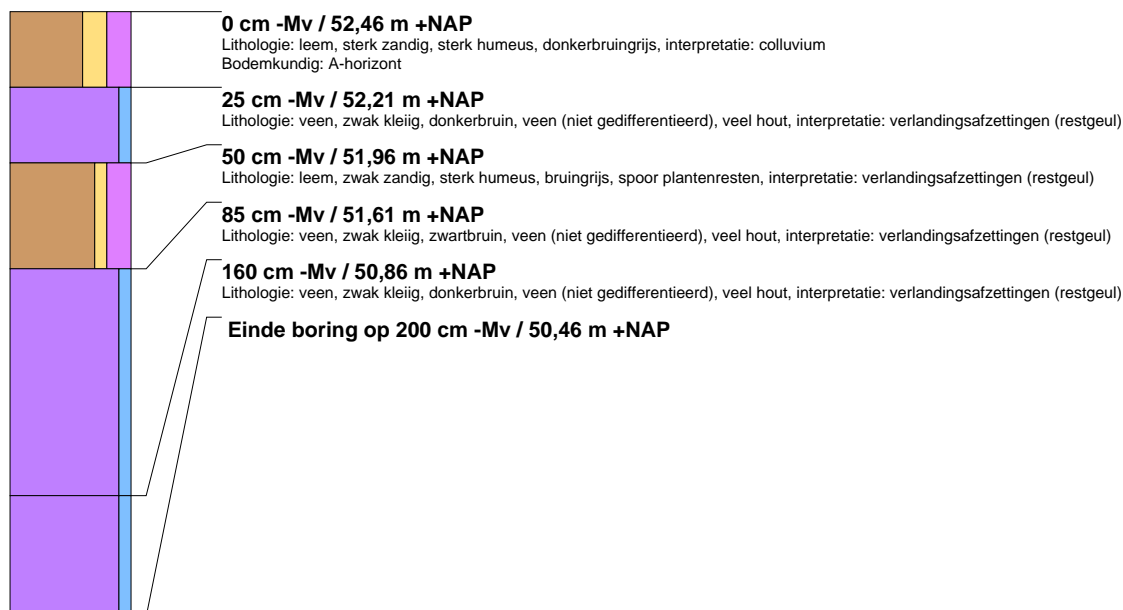 0 cm -Mv / 52,46 m +NAP
Lithologie: leem, sterk zandig, sterk humeus, donkerbruingrijs, interpretatie: colluvium
Bodemkundig: A-horizont
25 cm -Mv / 52,21 m +NAP
Lithologie: veen, zwak kleiig, donkerbruin, veen (niet gedifferentieerd), veel hout, interpretatie: verlandingsafzettingen (restgeul)
50 cm -Mv / 51,96 m +NAP
Lithologie: leem, zwak zandig, sterk humeus, bruingrijs, spoor plantenresten, interpretatie: verlandingsafzettingen (restgeul)
85 cm -Mv / 51,61 m +NAP
Lithologie: veen, zwak kleiig, zwartbruin, veen (niet gedifferentieerd), veel hout, interpretatie: verlandingsafzettingen (restgeul)
160 cm -Mv / 50,86 m +NAP
Lithologie: veen, zwak kleiig, donkerbruin, veen (niet gedifferentieerd), veel hout, interpretatie: verlandingsafzettingen (restgeul)
Einde boring op 200 cm -Mv / 50,46 m +NAP